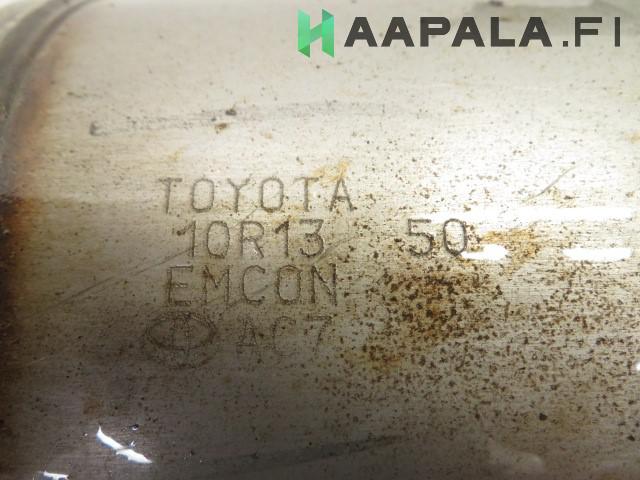 HAAPALA.FI
TOYOTA
10R13 50
EMCON
AC7